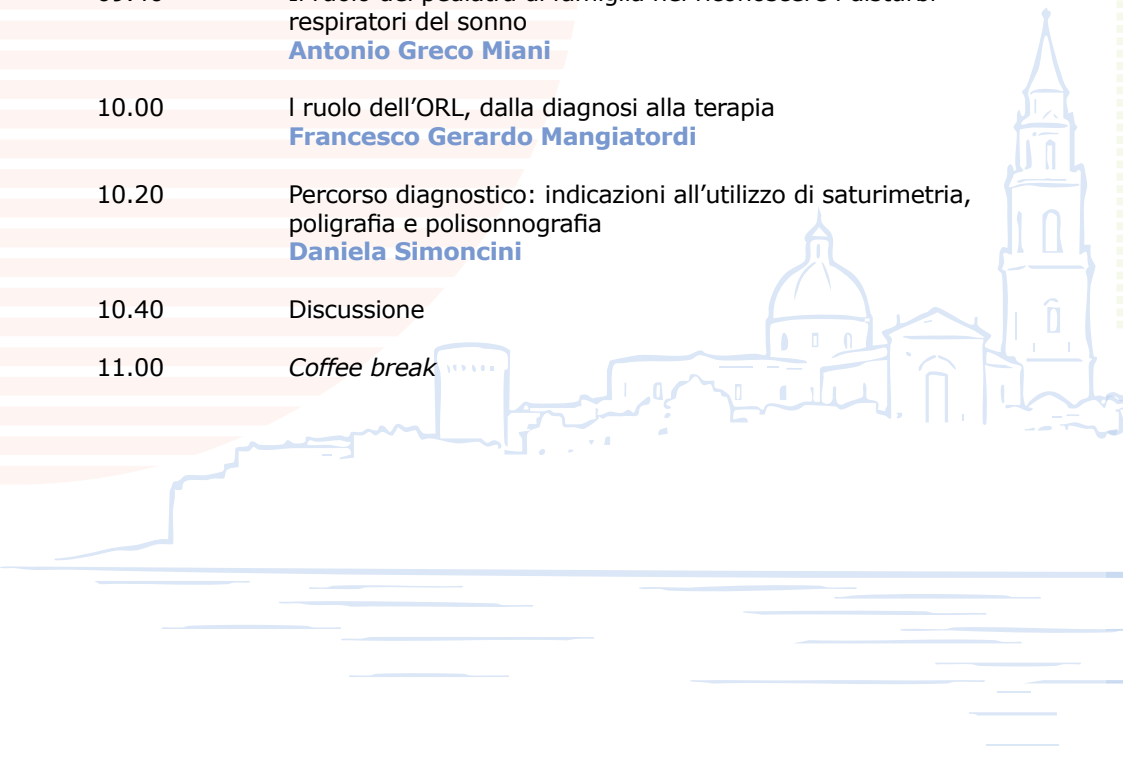 respiratori del sonno
Antonio Greco Miani
10.00 l ruolo dell’ORL, dalla diagnosi alla terapia
Francesco Gerardo Mangiatordi
10.20 Percorso diagnostico: indicazioni all’utilizzo di saturimetria,
poligrafia e polisonnografia
Daniela Simoncini
10.40 Discussione
11.00 Coffee break